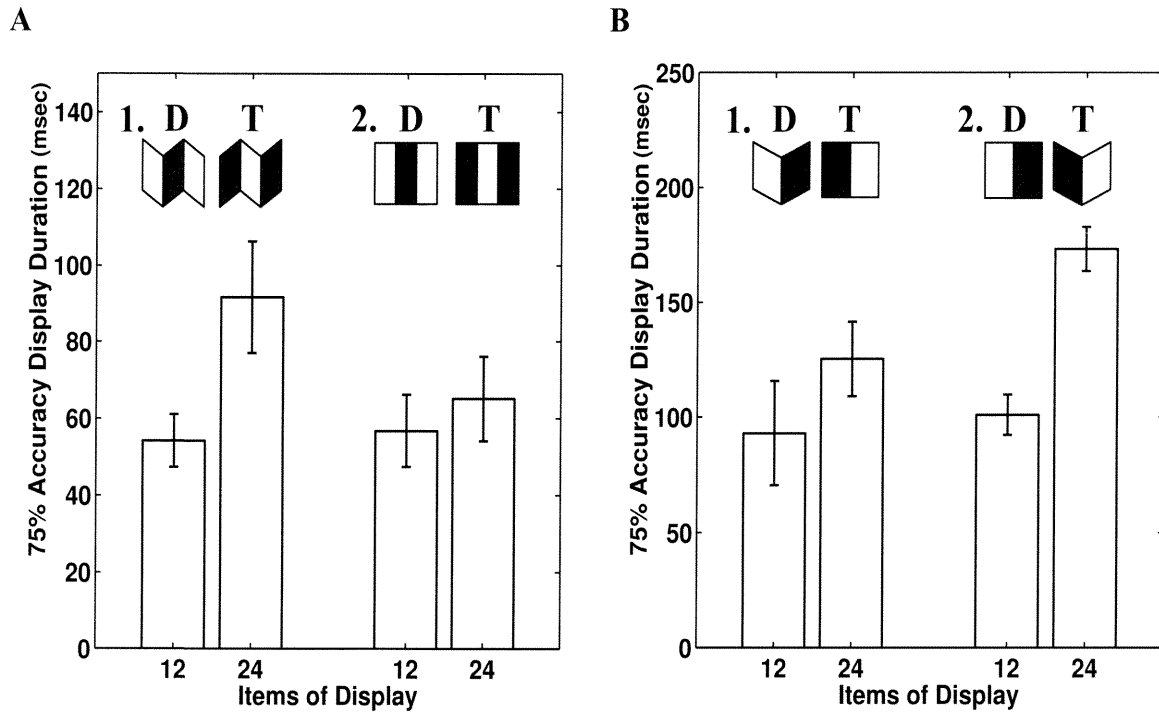 A
75% Accuracy Display Duration (msec)
140
120
100
80
60
40
20
0
1. D T
2. D T
12 24 12 24
Items of Display
B
75% Accuracy Display Duration (msec)
250
200
150
100
50
0
1. D T
2. D T
12 24 12 24
Items of Display